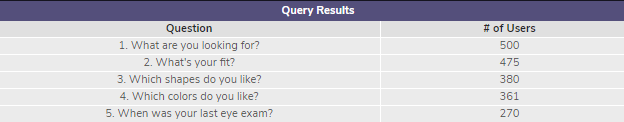 Query Results
Question # of Users
1. What are you looking for? 500
2. What's your fit? 475
3. Which shapes do you like? 380
4. Which colors do you like? 361
5. When was your last eye exam? 270